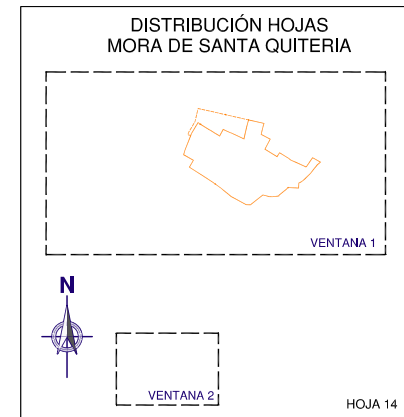 DISTRIBUCIÓN HOJAS
MORA DE SANTA QUITERIA
VENTANA 1
N
VENTANA 2
HOJA 14